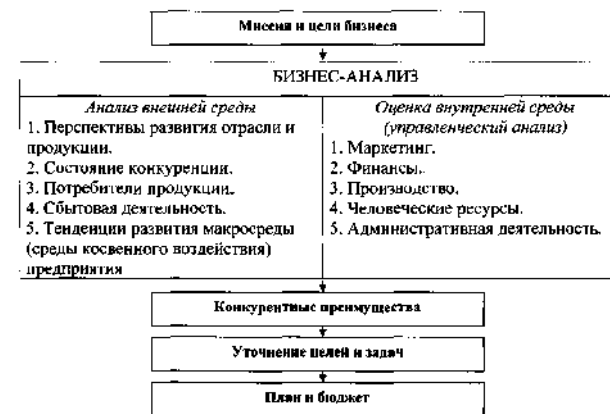 Миссия и цели бизнеса
БИЗНЕС-АНАЛИЗ
Анализ внешней среды
1. Перспективы развития отрасли и
продукции.
2. Состояние конкуренции.
3. Потребители продукции.
4. Сбытовая деятельность.
5. Тенденции развития макросреды
(среды косвенного воздействия)
предприятия
Оценка внутренней среды
(управленческий анализ)
1. Маркетинг.
2. Финансы.
3. Производство.
4. Человеческие ресурсы.
5. Административная деятельность.
Конкурентные преимущества
Уточнение целей и задач
План и бюджет